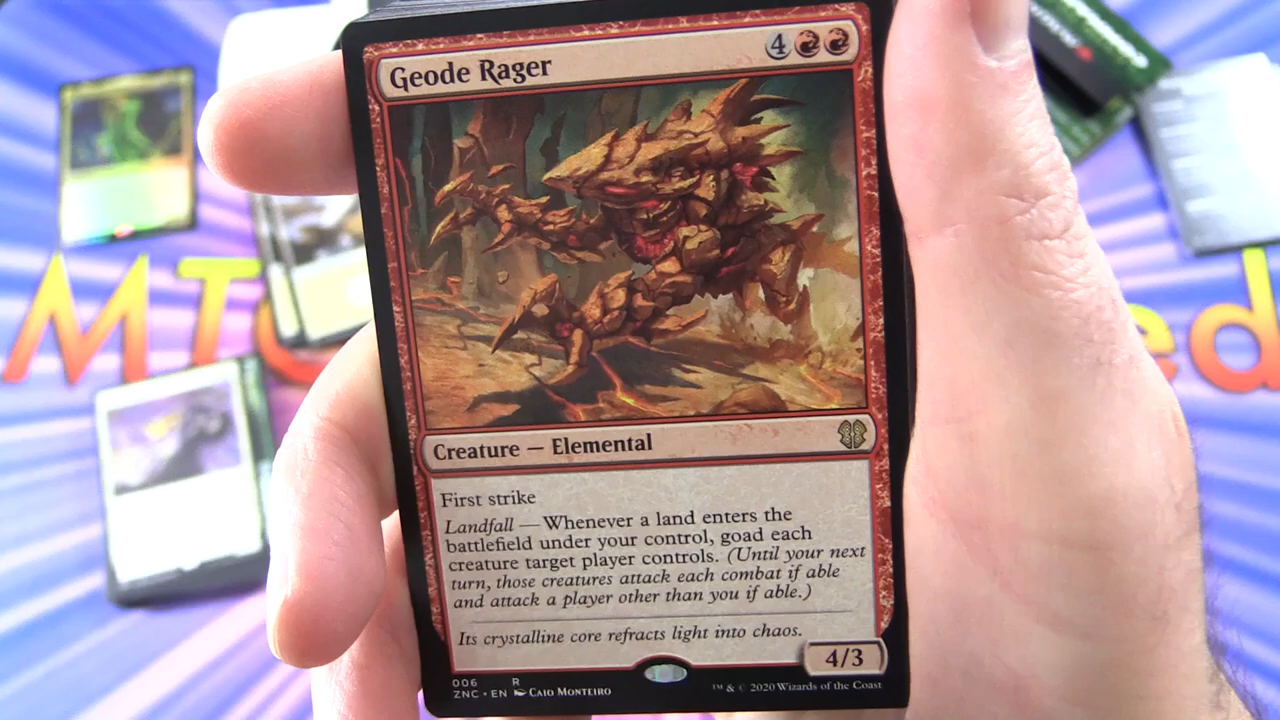 Geode Rager
4
Creature — Elemental
First strike
Landfall — Whenever a land enters the
battlefield under your control, goad each
creature target player controls. (Until your next
turn, those creatures attack each combat if able
and attack a player other than you if able.)
Its crystalline core refracts light into chaos.
4/3
006 R
ZNC • EN Caio Monteiro
™ & © 2020 Wizards of the Coast
MT
ed